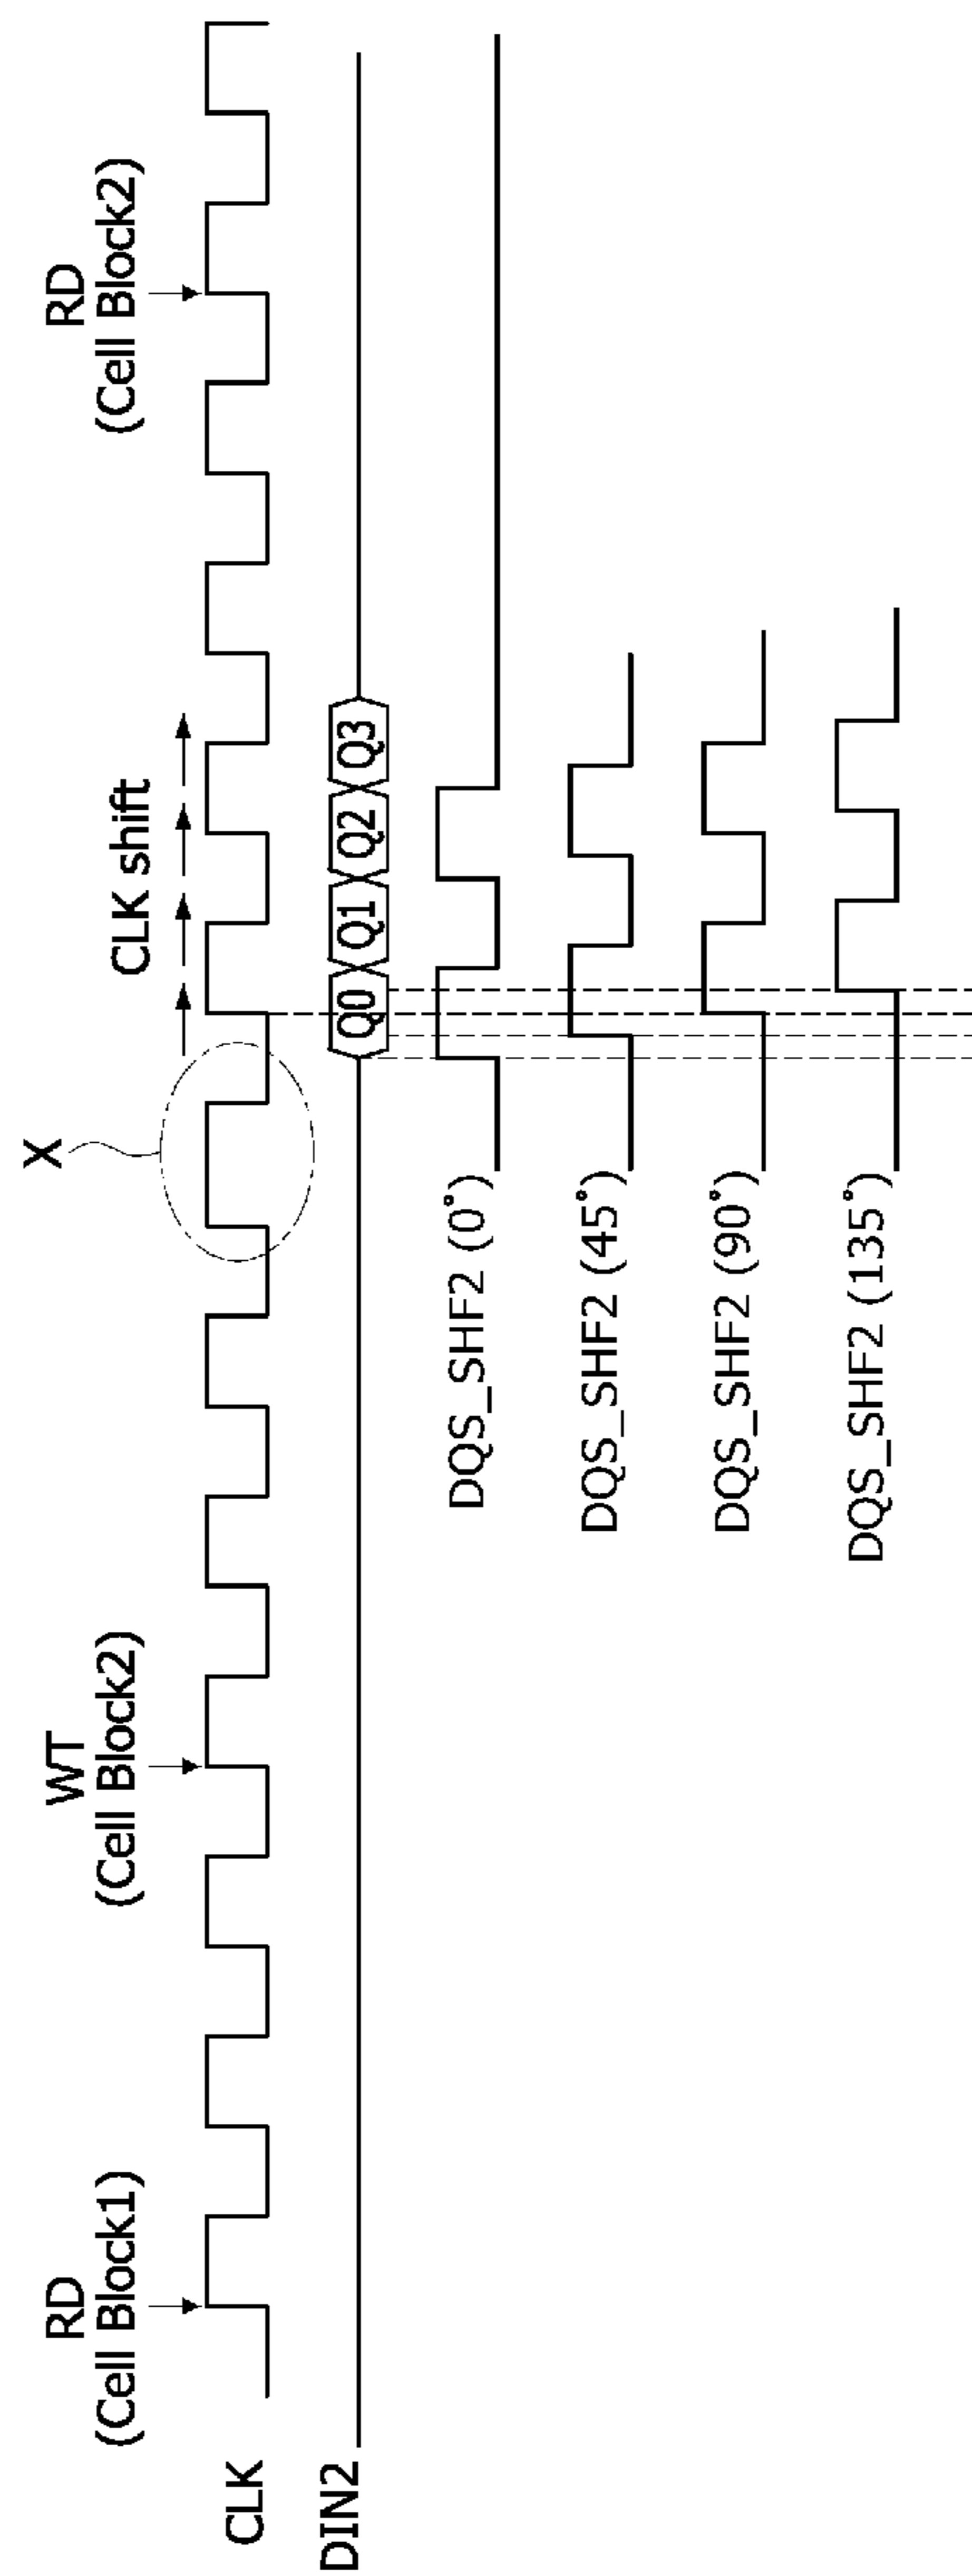 RD
(Cell Block1)
WT
(Cell Block2)
X
CLK shift
RD
(Cell Block2)
CLK
DIN2
Q0
Q1
Q2
Q3
DQS_SHF2 (0˚)
DQS_SHF2 (45˚)
DQS_SHF2 (90˚)
DQS_SHF2 (135˚)